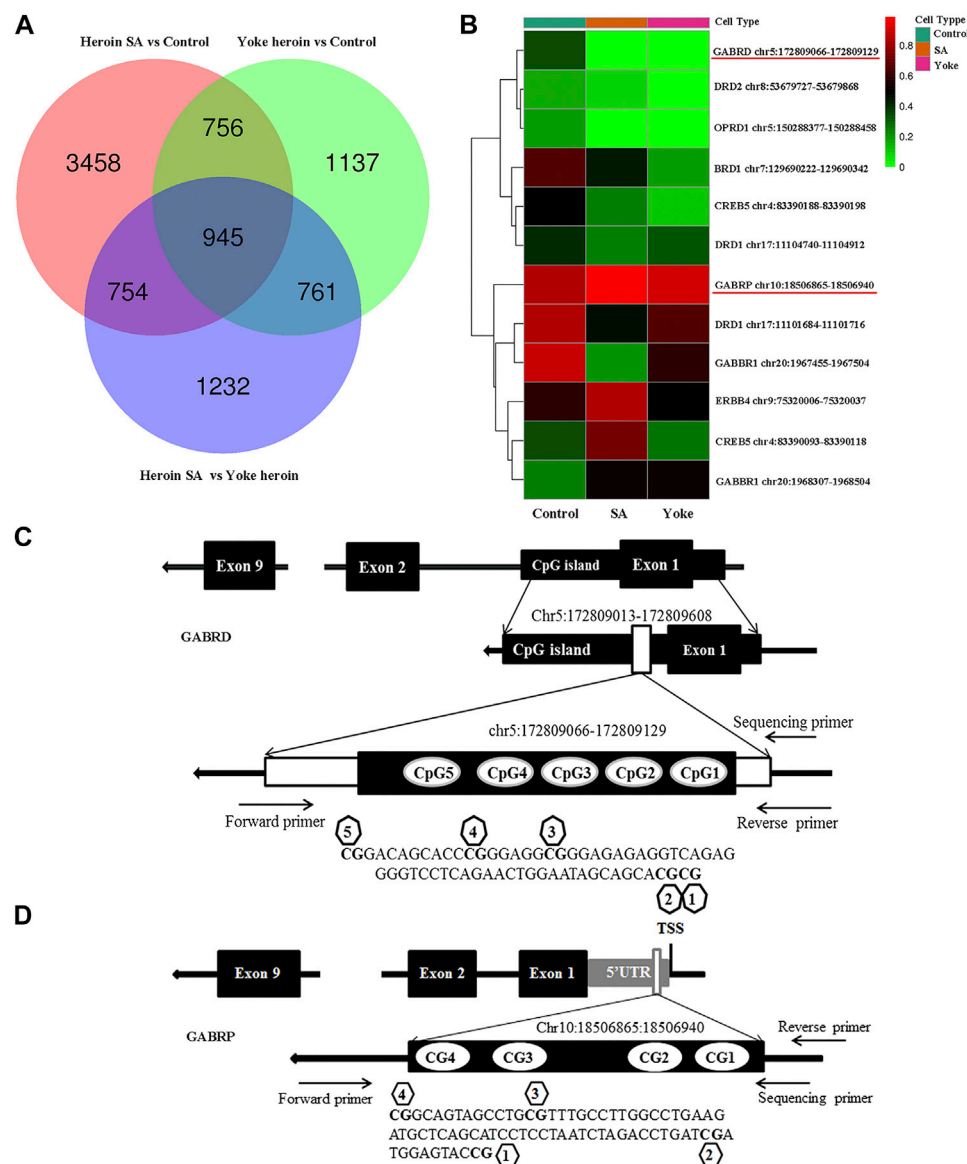 A
Heroin SA vs Control
Yoke heroin vs Control
3458
756
1137
945
754
761
1232
Heroin SA vs Yoke heroin
B
Cell Type
GABRD chr5:172809066-172809129
DRD2 chr8:53679727-53679868
OPRD1 chr5:150288377-150288458
BRD1 chr7:129690222-129690342
CREB5 chr4:83390188-83390198
DRD1 chr17:11104740-11104912
GABRP chr10:18506865-18506940
DRD1 chr17:11101684-11101716
GABBR1 chr20:1967455-1967504
ERBB4 chr9:75320006-75320037
CREB5 chr4:83390093-83390118
GABBR1 chr20:1968307-1968504
Control SA Yoke
0.8
0.6
0.4
0.2
0
Cell Typpe
Control
SA
Yoke
C
Exon 9
Exon 2
CpG island
Exon 1
Chr5:172809013-172809608
GABRD
CpG island
Exon 1
chr5:172809066-172809129
Sequencing primer
CpG5 CpG4 CpG3 CpG2 CpG1
Forward primer
Reverse primer
5 4 3
CGGACAGCACCCGGGAGGCGGGAGAGAGGTCAGAG
GGGTCCTCAGAACTGGAATAGCAGCACGCG
2 1
D
TSS
Exon 9
Exon 2
Exon 1
5’UTR
GABRP
Chr10:18506865:18506940
Reverse primer
CG4 CG3 CG2 CG1
Forward primer
Sequencing primer
4 3
CGGCAGTAGCCTGCGTTTGCCTTGGCCTGAAG
ATGCTCAGCATCCTCCTAATCTAGACCTGATCGA
TGGAGTACCG 1 2